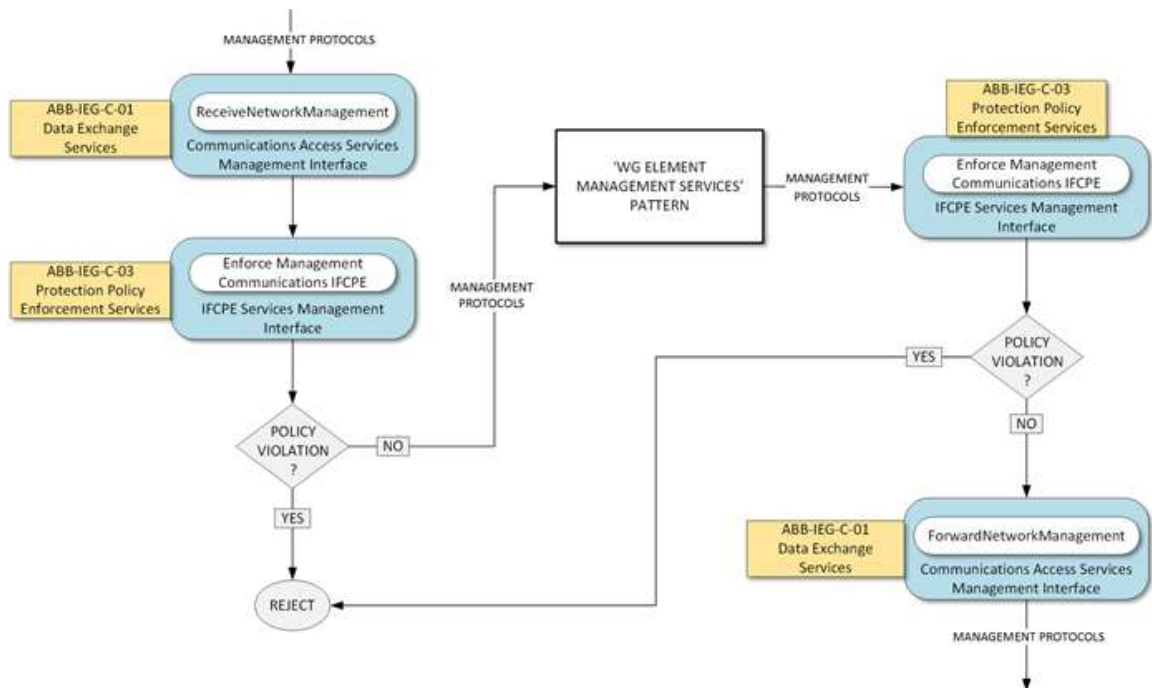 MANAGEMENT PROTOCOLS
ABB-IEG-C-01
Data Exchange
Services
ReceiveNetworkManagement
Communications Access Services
Management Interface
ABB-IEG-C-03
Protection Policy
Enforcement Services
Enforce Management
Communications IFCPE
IFCPE Services Management
Interface
POLICY
VIOLATION
?
NO
YES
REJECT
MANAGEMENT
PROTOCOLS
'WG ELEMENT
MANAGEMENT SERVICES'
PATTERN
MANAGEMENT
PROTOCOLS
ABB-IEG-C-03
Protection Policy
Enforcement Services
Enforce Management
Communications IFCPE
IFCPE Services Management
Interface
POLICY
VIOLATION
?
YES
NO
ABB-IEG-C-01
Data Exchange
Services
ForwardNetworkManagement
Communications Access Services
Management Interface
MANAGEMENT PROTOCOLS